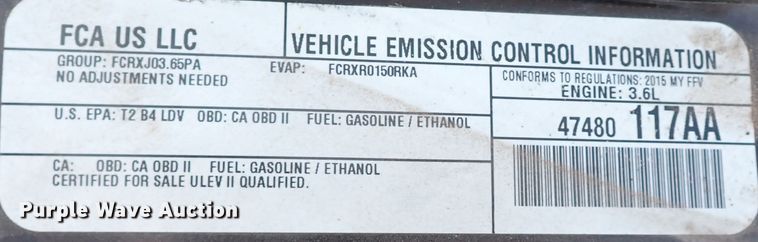 FCA US LLC
VEHICLE EMISSION CONTROL INFORMATION
GROUP: FCRXJ03.65PA EVAP: FCRXR0150RKA
NO ADJUSTMENTS NEEDED
CONFORMS TO REGULATIONS: 2015 MY FFV
ENGINE: 3.6L
U.S. EPA: T2 B4 LDV OBD: CA OBD II FUEL: GASOLINE / ETHANOL
47480 117AA
CA: OBD: CA OBD II FUEL: GASOLINE / ETHANOL
CERTIFIED FOR SALE ULEV II QUALIFIED.
Purple Wave Auction